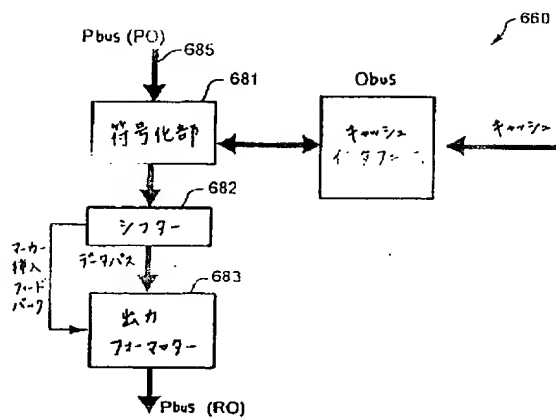 660
Pbus (PO)
685
681
Obus
符号化部
キャッシュ
キャッシュ
682
シフター
データパス
マーカー
挿入
フィード
バック
683
出力
フォーマッター
Pbus (RO)